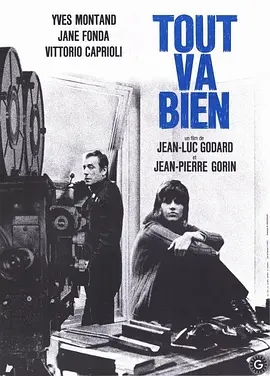 YVES MONTAND
JANE FONDA
VITTORIO CAPRIOLI
TOUT
VA
BIEN
un film de
JEAN-LUC GODARD
et
JEAN-PIERRE GORIN
G